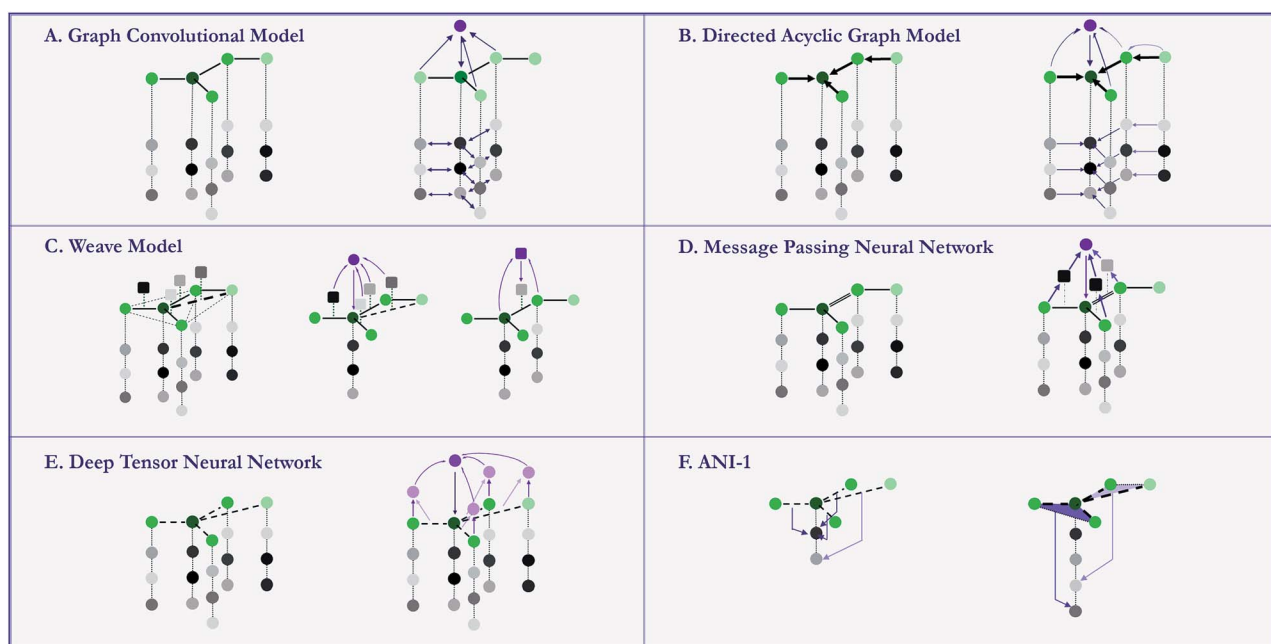 A. Graph Convolutional Model
B. Directed Acyclic Graph Model
C. Weave Model
D. Message Passing Neural Network
E. Deep Tensor Neural Network
F. ANI-1